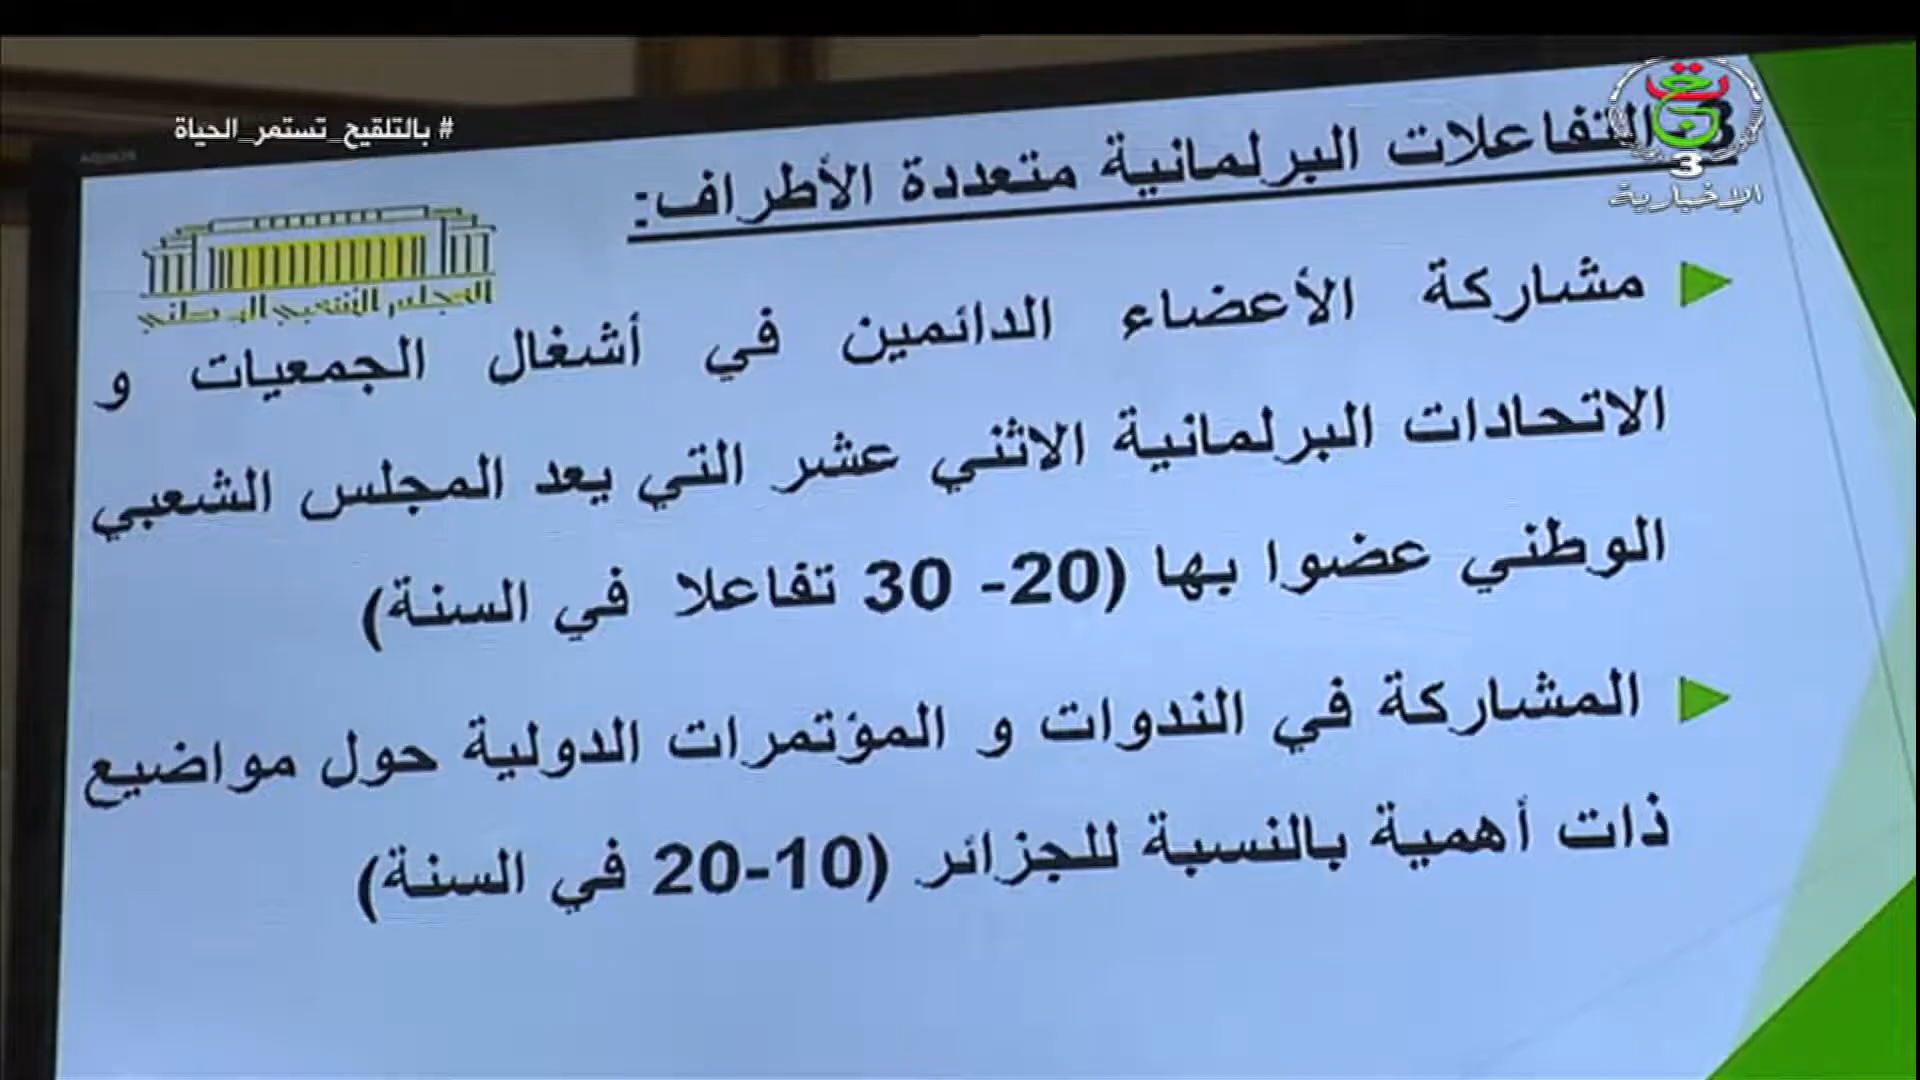 # بالتلقيح_تستمر_الحياة
3
الإخبارية
3- التفاعلات البرلمانية متعددة الأطراف:
المجلس الشعبي الوطني
مشاركة الأعضاء الدائمين في أشغال الجمعيات و
الاتحادات البرلمانية الاثني عشر التي يعد المجلس الشعبي
الوطني عضوا بها (20- 30 تفاعلا في السنة)
المشاركة في الندوات و المؤتمرات الدولية حول مواضيع
ذات أهمية بالنسبة للجزائر (10-20 في السنة)